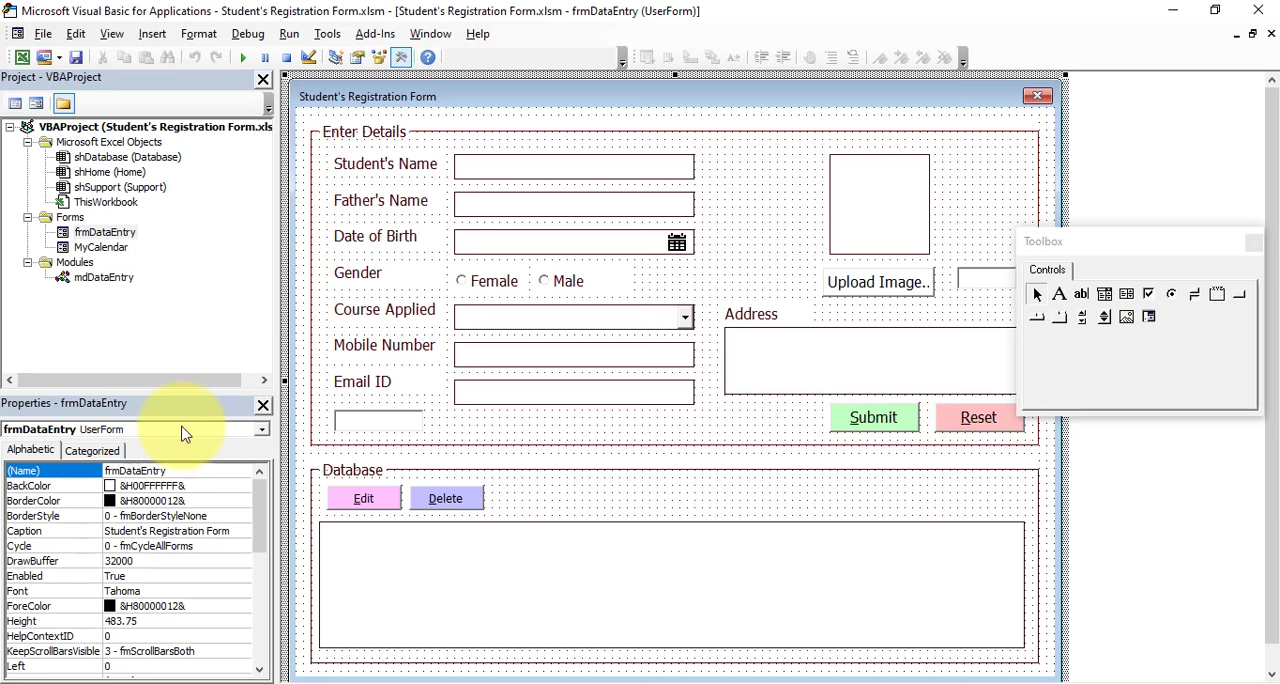 Microsoft Visual Basic for Applications - Student's Registration Form.xlsm - [Student's Registration Form.xlsm - frmDataEntry (UserForm)]
File Edit View Insert Format Debug Run Tools Add-Ins Window Help
Project - VBAProject
VBAProject (Student's Registration Form.xls
Microsoft Excel Objects
shDatabase (Database)
shHome (Home)
shSupport (Support)
ThisWorkbook
Forms
frmDataEntry
MyCalendar
Modules
mdDataEntry
Properties - frmDataEntry
frmDataEntry UserForm
Alphabetic Categorized
(Name) frmDataEntry
BackColor &H00FFFFFF&
BorderColor &H80000012&
BorderStyle 0 - fmBorderStyleNone
Caption Student's Registration Form
Cycle 0 - fmCycleAllForms
DrawBuffer 32000
Enabled True
Font Tahoma
ForeColor &H80000012&
Height 483.75
HelpContextID 0
KeepScrollBarsVisible 3 - fmScrollBarsBoth
Left 0
Student's Registration Form
Enter Details
Student's Name
Father's Name
Date of Birth
Gender Female Male
Course Applied
Mobile Number
Email ID
Upload Image..
Address
Submit Reset
Database
Edit Delete
Toolbox
Controls
A ab|